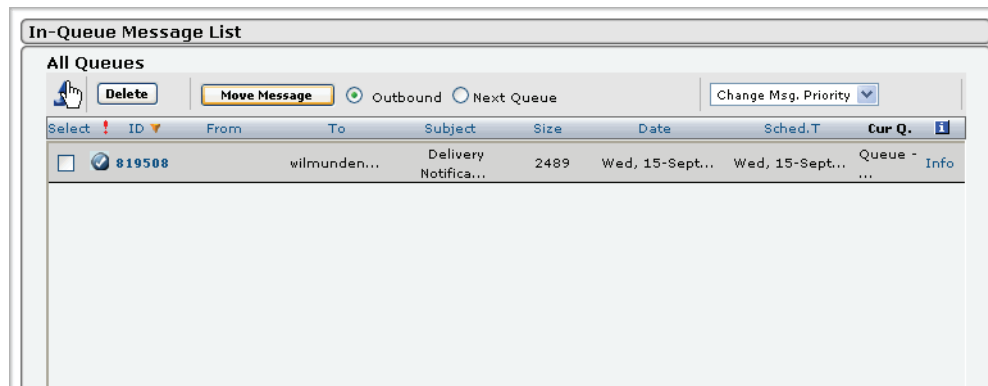 In-Queue Message List
All Queues
Delete Move Message Outbound Next Queue Change Msg. Priority
Select ! ID From To Subject Size Date Sched.T Cur Q. i
819508 wilmunden... Delivery Notifica... 2489 Wed, 15-Sept... Wed, 15-Sept... Queue - ... Info